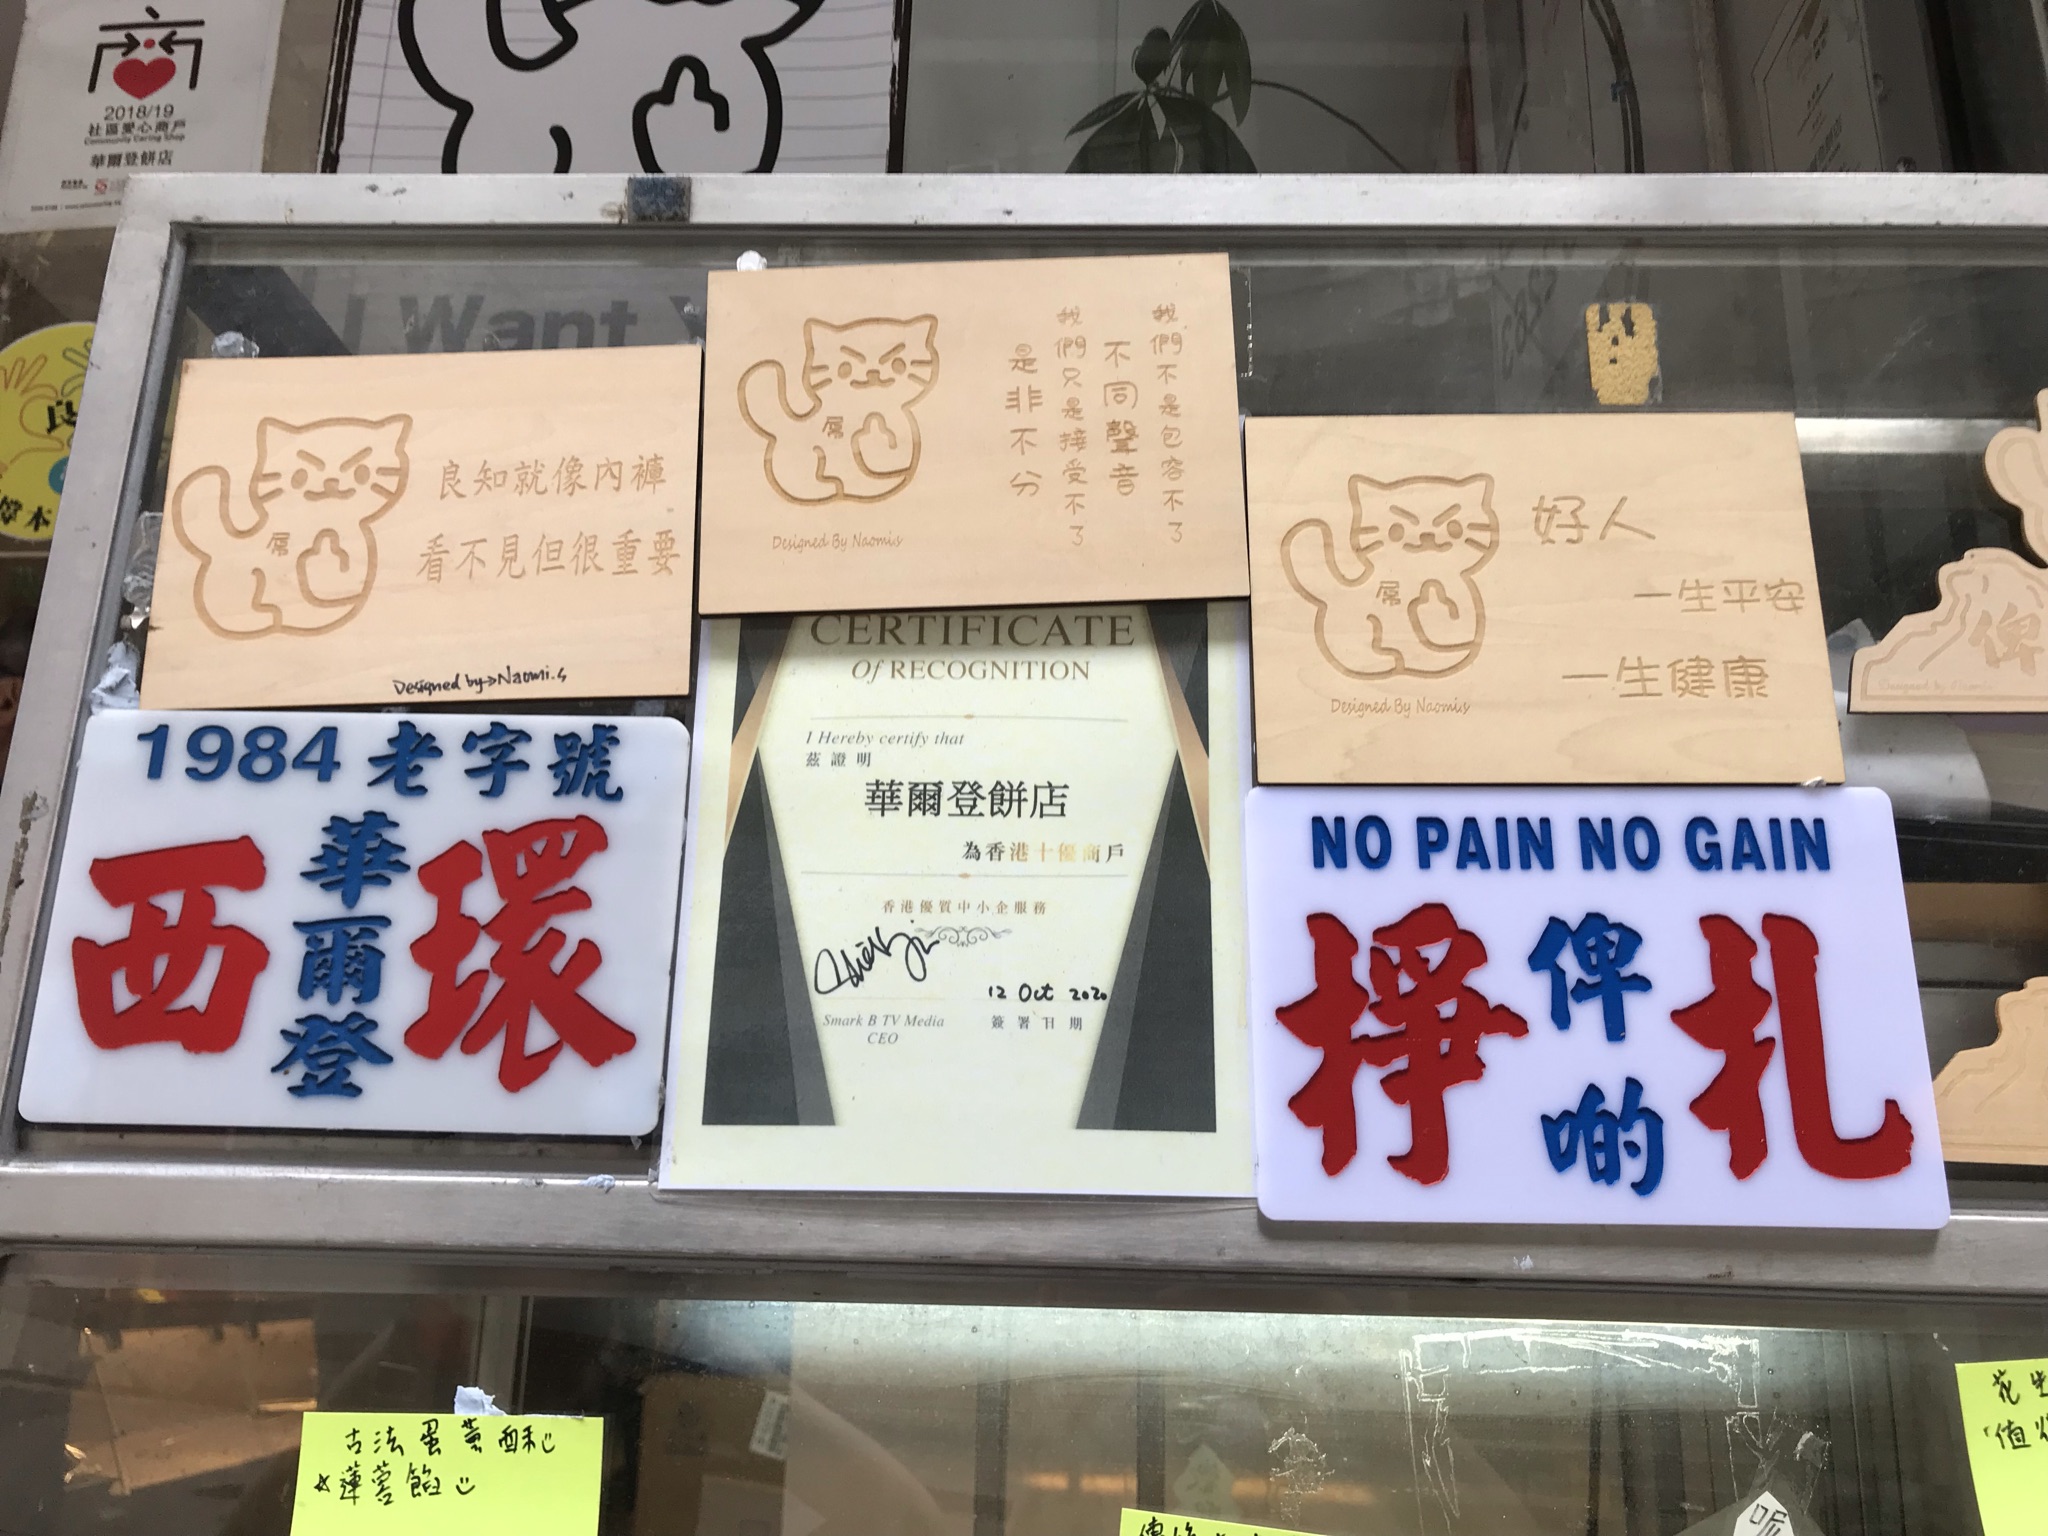 商
2018/19
社區愛心商戶
Community Caring Shop
華爾登餅店
I Want
良知就像內褲
看不見但很重要
屌
Designed by→Naomi.s
我們不是包容不了
不同聲音
我們只是接受不了
是非不分
屌
Designed By Naomi.s
好人
一生平安
一生健康
屌
Designed By Naomi.s
俾
1984 老字號
西 華爾登 環
CERTIFICATE
Of RECOGNITION
I Hereby certify that
茲證明
華爾登餅店
為香港十優商戶
香港優質中小企服務
12 Oct 2020
Smark B TV Media
簽署日期
CEO
NO PAIN NO GAIN
掙 俾啲 扎
古法蛋黃酥
☆蓮蓉餡